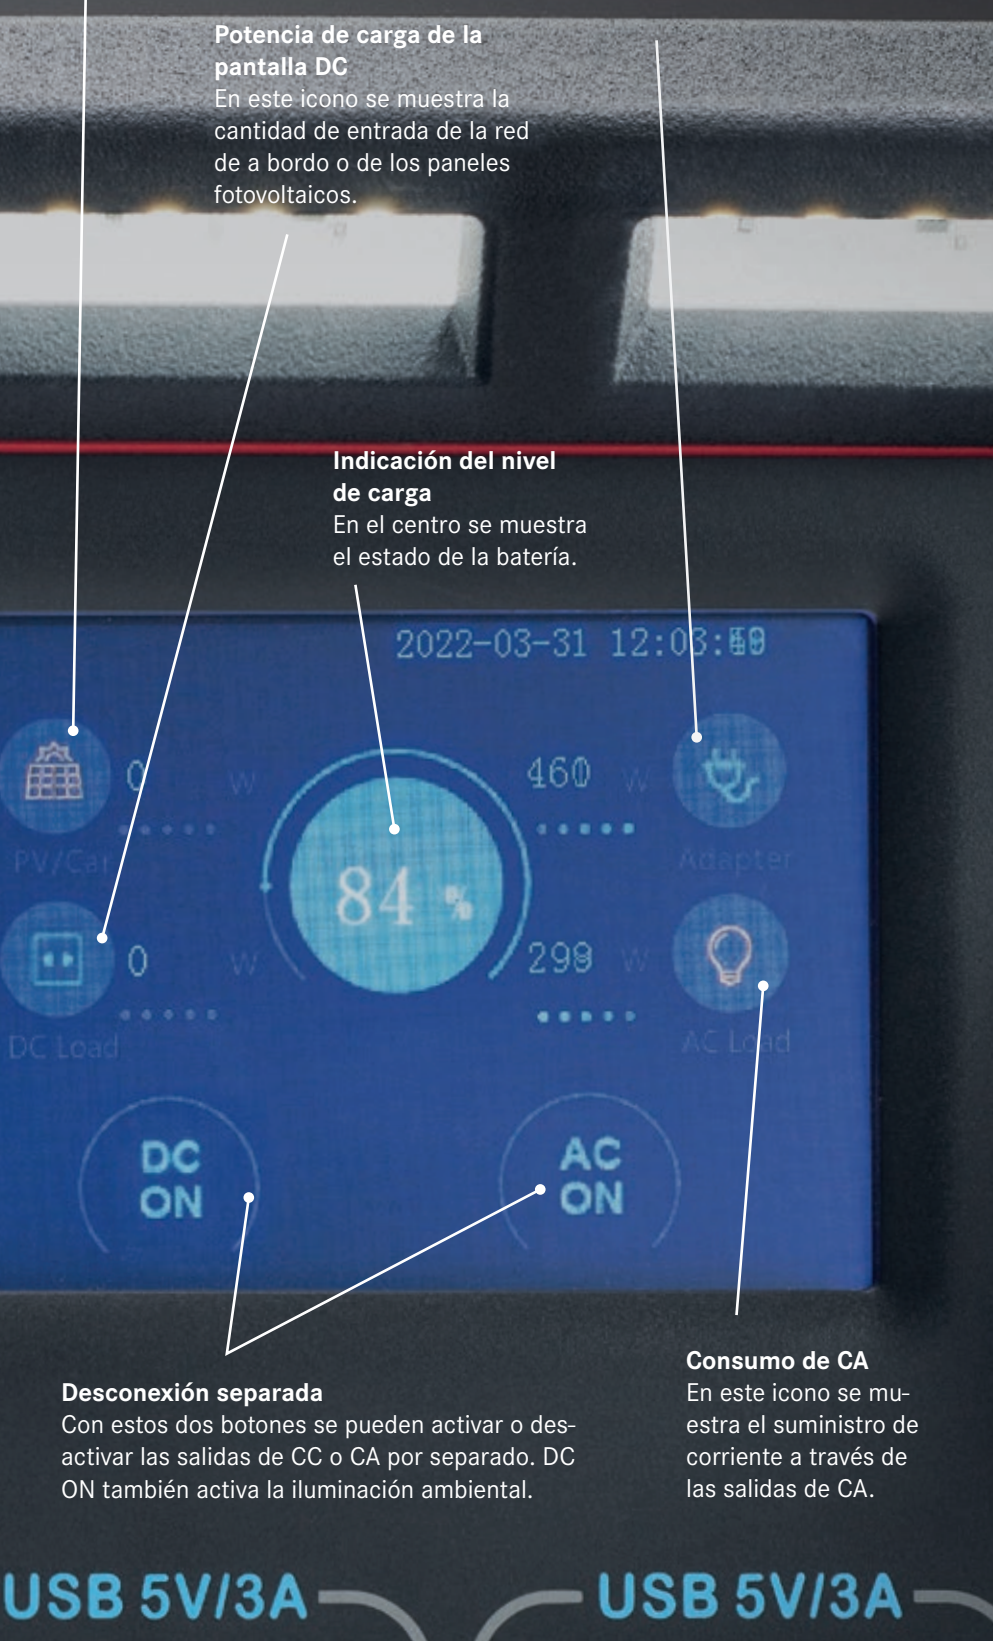 Potencia de carga de la
pantalla DC
En este icono se muestra la
cantidad de entrada de la red
de a bordo o de los paneles
fotovoltaicos.
Indicación del nivel
de carga
En el centro se muestra
el estado de la batería.
2022-03-31 12:03:
0 W
460 W
PV/Car
Adapter
84 %
0 W
298 W
DC Load
AC Load
DC
ON
AC
ON
Desconexión separada
Con estos dos botones se pueden activar o des-
activar las salidas de CC o CA por separado. DC
ON también activa la iluminación ambiental.
Consumo de CA
En este icono se mu-
estra el suministro de
corriente a través de
las salidas de CA.
USB 5V/3A
USB 5V/3A